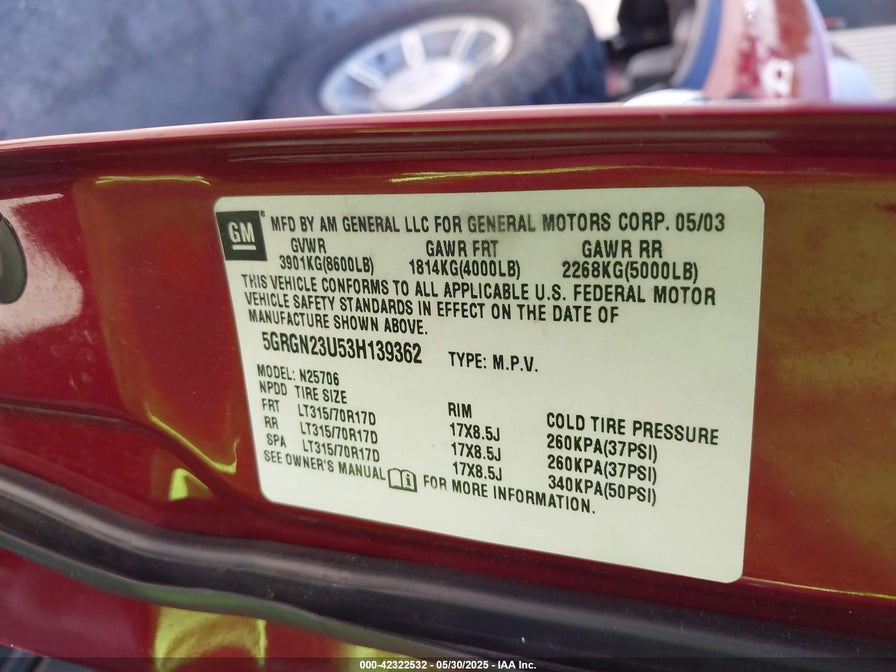 GM ® MFD BY AM GENERAL LLC FOR GENERAL MOTORS CORP. 05/03
GVWR GAWR FRT GAWR RR
3901KG(8600LB) 1814KG(4000LB) 2268KG(5000LB)
THIS VEHICLE CONFORMS TO ALL APPLICABLE U.S. FEDERAL MOTOR
VEHICLE SAFETY STANDARDS IN EFFECT ON THE DATE OF
MANUFACTURE SHOWN ABOVE.
5GRGN23U53H139362 TYPE: M.P.V.
MODEL: N25706
NPDD TIRE SIZE RIM COLD TIRE PRESSURE
FRT LT315/70R17D 17X8.5J 260KPA(37PSI)
RR LT315/70R17D 17X8.5J 260KPA(37PSI)
SPA LT315/70R17D 17X8.5J 340KPA(50PSI)
SEE OWNER'S MANUAL FOR MORE INFORMATION.
000-42322532 - 05/30/2025 - IAA Inc.